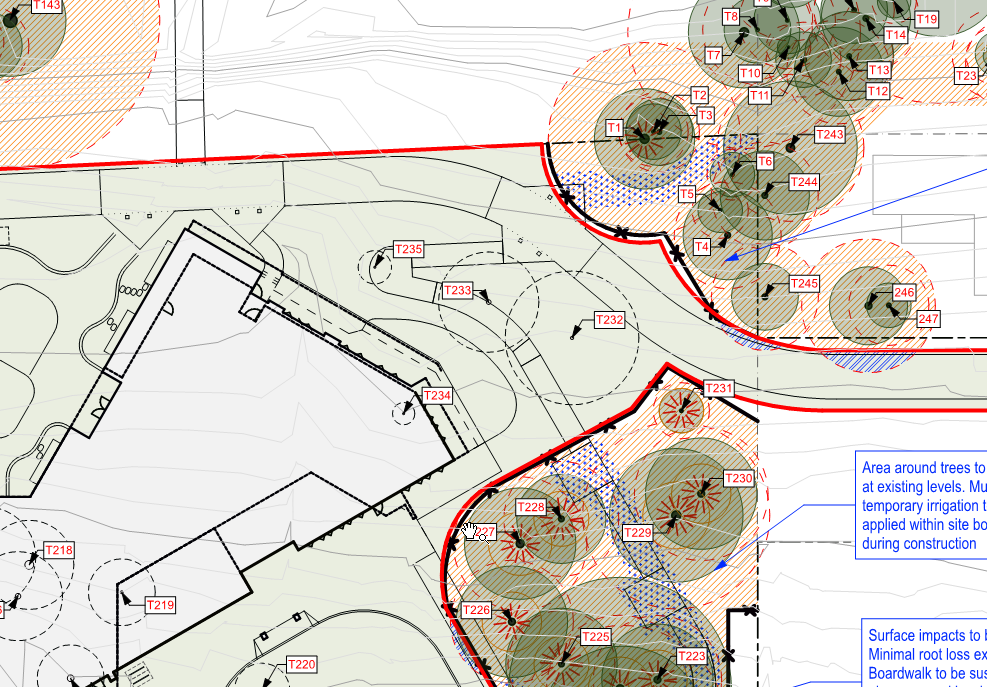 T143
T8
T19
T14
T7
T10
T13
T23
T11
T12
T2
T1
T3
T243
T6
T244
T5
T4
T235
T245
T233
246
247
T232
T231
T234
Area around trees to
at existing levels. Mu
temporary irrigation t
applied within site bo
during construction
T230
T228
227
T229
T218
T219
T226
T225
T223
T220
Surface impacts to b
Minimal root loss ex
Boardwalk to be sus